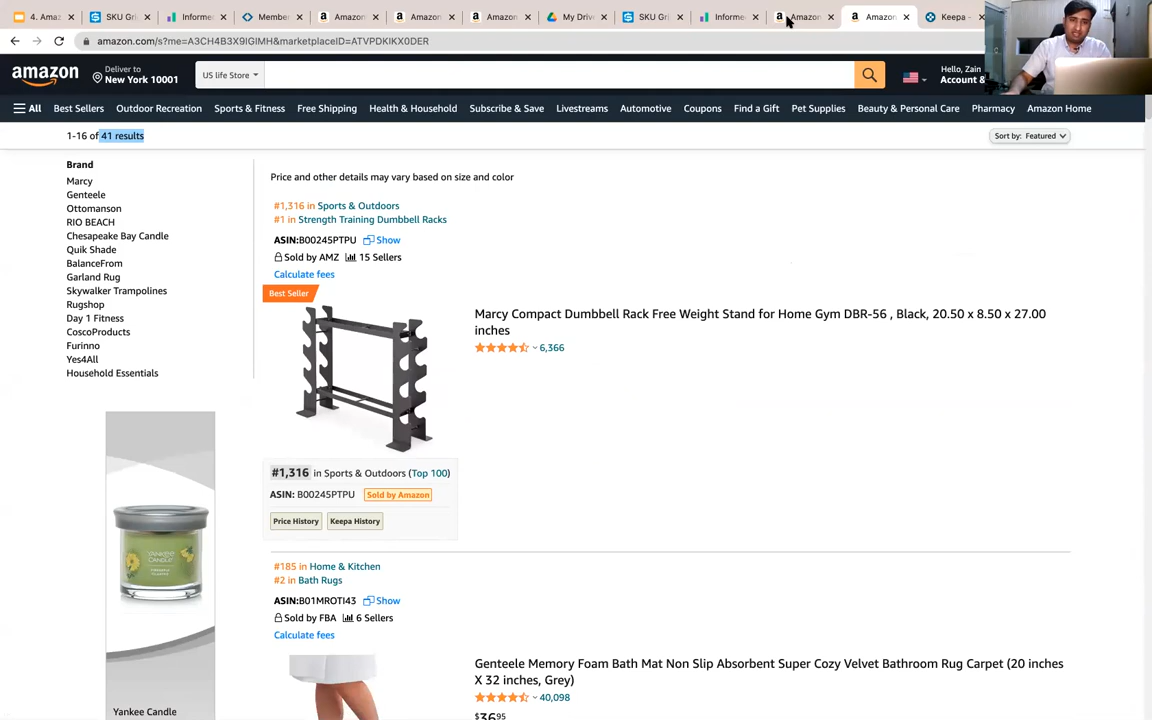 4. Amaz
SKU Gri
Informed
Member
Amazon
Amazon
Amazon
My Drive
SKU Gri
Informe
Amazon
Amazon
Keepa -
amazon.com/s?me=A3CH4B3X9IGIMH&marketplaceID=ATVPDKIKX0DER
amazon
Deliver to
New York 10001
US life Store
Hello, Zain
Account &
All Best Sellers Outdoor Recreation Sports & Fitness Free Shipping Health & Household Subscribe & Save Livestreams Automotive Coupons Find a Gift Pet Supplies Beauty & Personal Care Pharmacy Amazon Home
1-16 of 41 results
Sort by: Featured
Brand
Marcy
Genteele
Ottomanson
RIO BEACH
Chesapeake Bay Candle
Quik Shade
BalanceFrom
Garland Rug
Skywalker Trampolines
Rugshop
Day 1 Fitness
CoscoProducts
Furinno
Yes4All
Household Essentials
YANKEE CANDLE
Yankee Candle
Price and other details may vary based on size and color
#1,316 in Sports & Outdoors
#1 in Strength Training Dumbbell Racks
ASIN:B00245PTPU Show
Sold by AMZ 15 Sellers
Calculate fees
Best Seller
Marcy Compact Dumbbell Rack Free Weight Stand for Home Gym DBR-56 , Black, 20.50 x 8.50 x 27.00
inches
6,366
#1,316 in Sports & Outdoors (Top 100)
ASIN: B00245PTPU Sold by Amazon
Price History Keepa History
#185 in Home & Kitchen
#2 in Bath Rugs
ASIN:B01MROTI43 Show
Sold by FBA 6 Sellers
Calculate fees
Genteele Memory Foam Bath Mat Non Slip Absorbent Super Cozy Velvet Bathroom Rug Carpet (20 inches
X 32 inches, Grey)
40,098
$36.95